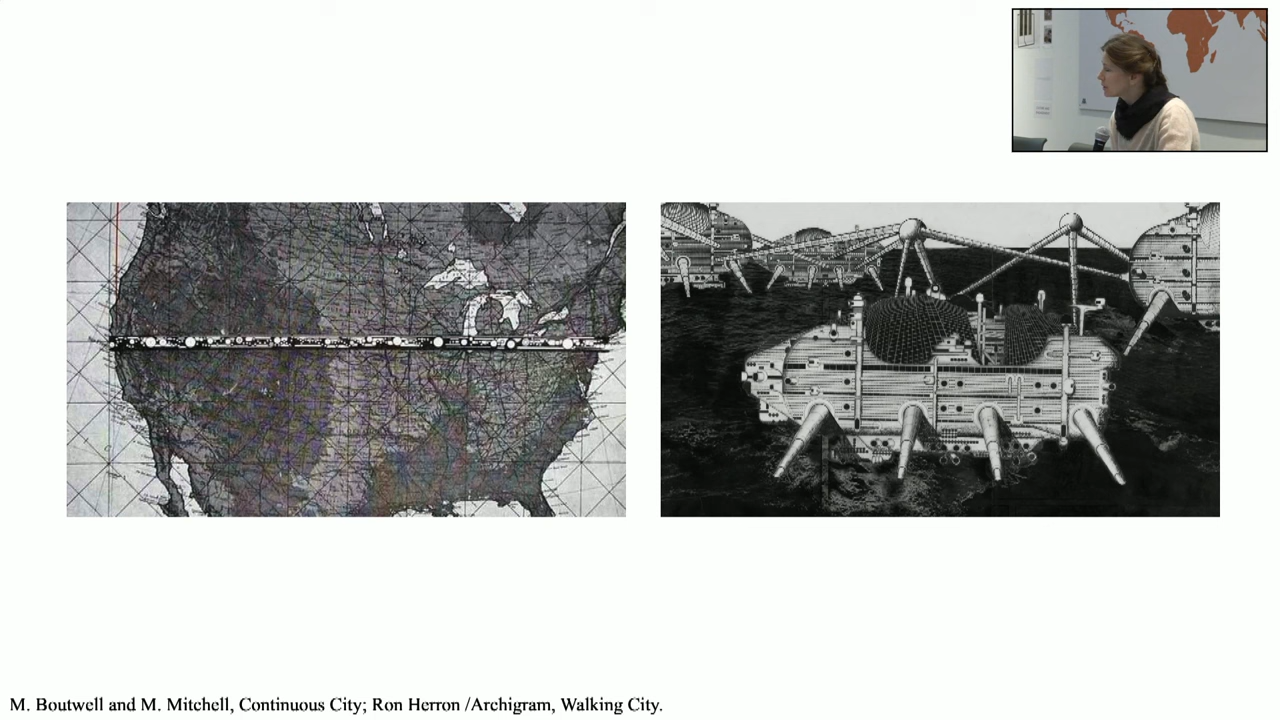 M. Boutwell and M. Mitchell, Continuous City; Ron Herron /Archigram, Walking City.